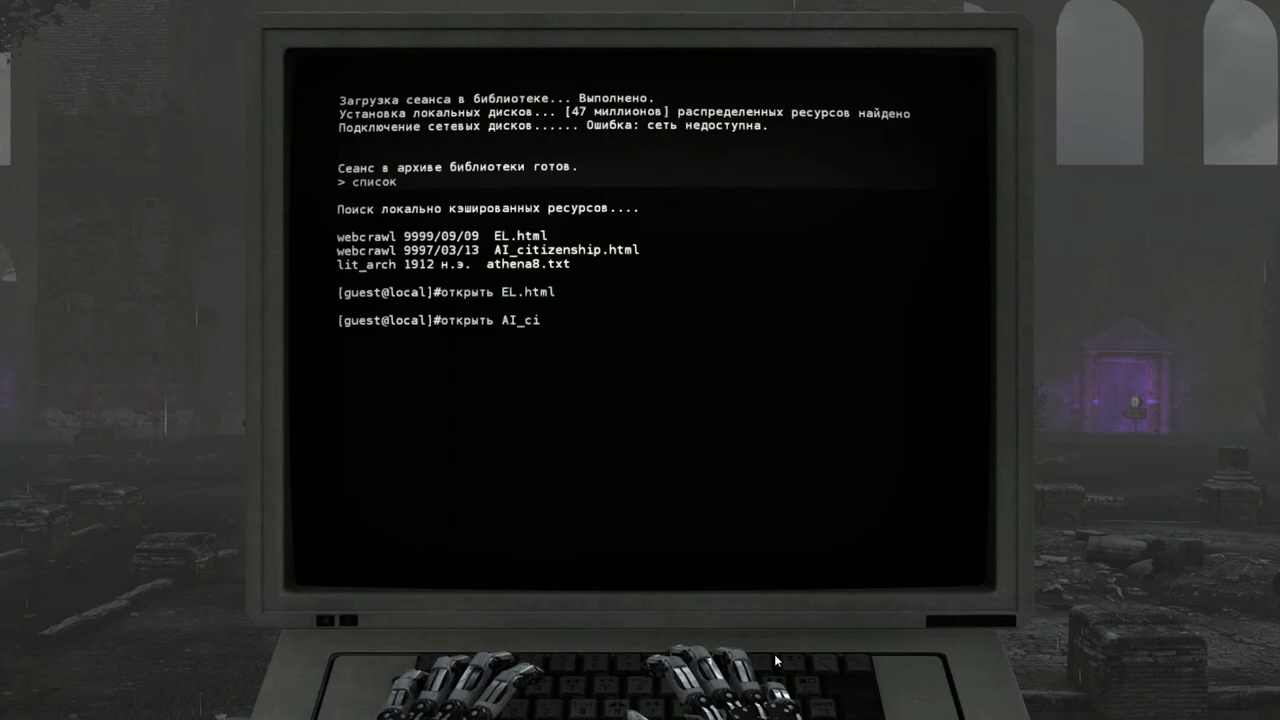 Загрузка сеанса в библиотеке... Выполнено.
Установка локальных дисков... [47 миллионов] распределенных ресурсов найдено
Подключение сетевых дисков...... Ошибка: сеть недоступна.
Сеанс в архиве библиотеки готов.
> список
Поиск локально кэшированных ресурсов....
webcrawl 9999/09/09 EL.html
webcrawl 9997/03/13 AI_citizenship.html
lit_arch 1912 н.э. athena8.txt
[guest@local]#открыть EL.html
[guest@local]#открыть AI_ci